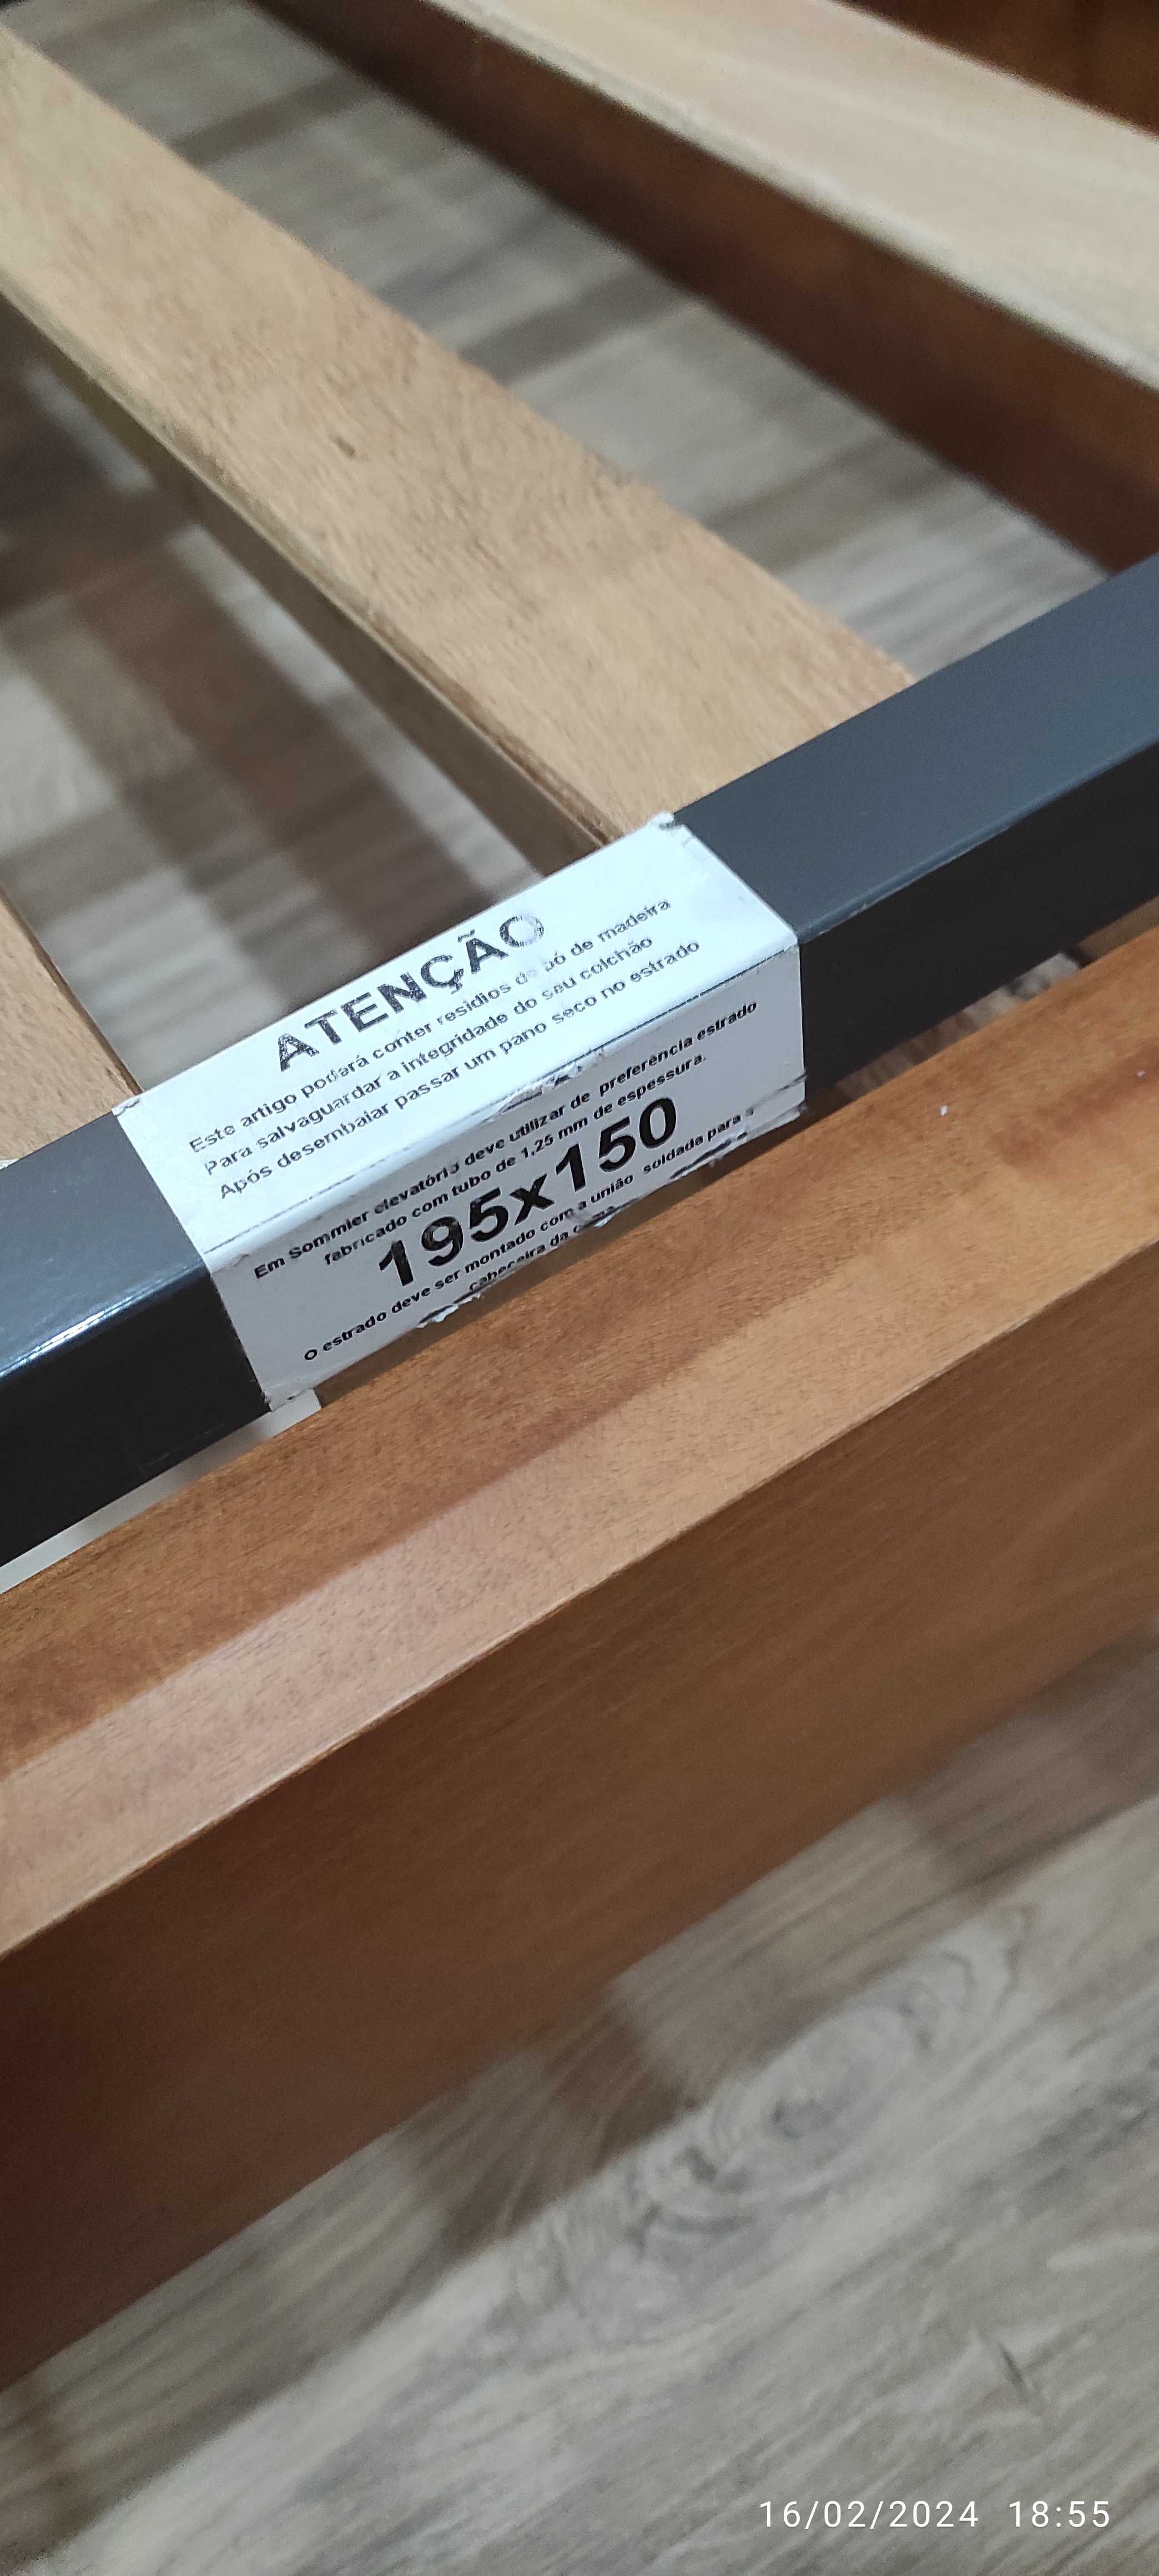 ATENÇÃO
Este artigo poderá conter residios de pó de madeira
Para salvaguardar a integridade do seu colchão
Após desembalar passar um pano seco no estrado
Em Sommier elevatório deve utilizar de preferência estrado
fabricado com tubo de 1,25 mm de espessura.
195x150
O estrado deve ser montado com a união soldada para a
cabeceira da cama
16/02/2024 18:55